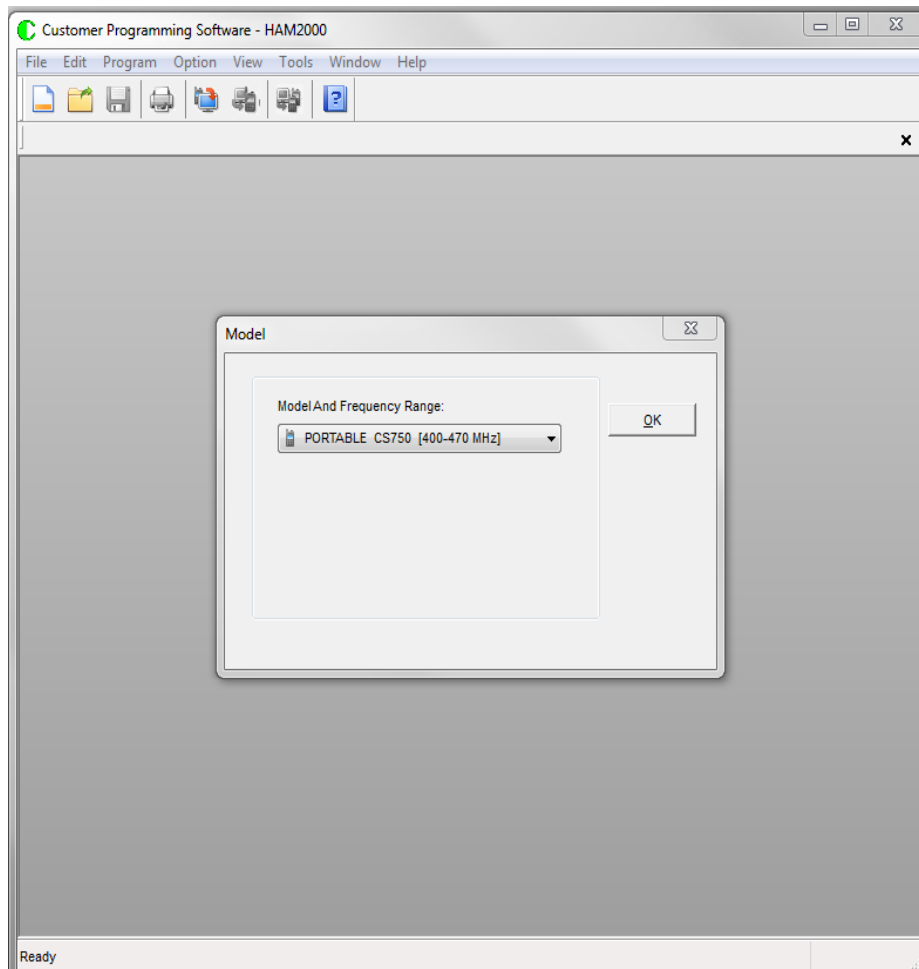 Customer Programming Software - HAM2000
File Edit Program Option View Tools Window Help
Model
Model And Frequency Range:
PORTABLE CS750 [400-470 MHz]
OK
Ready